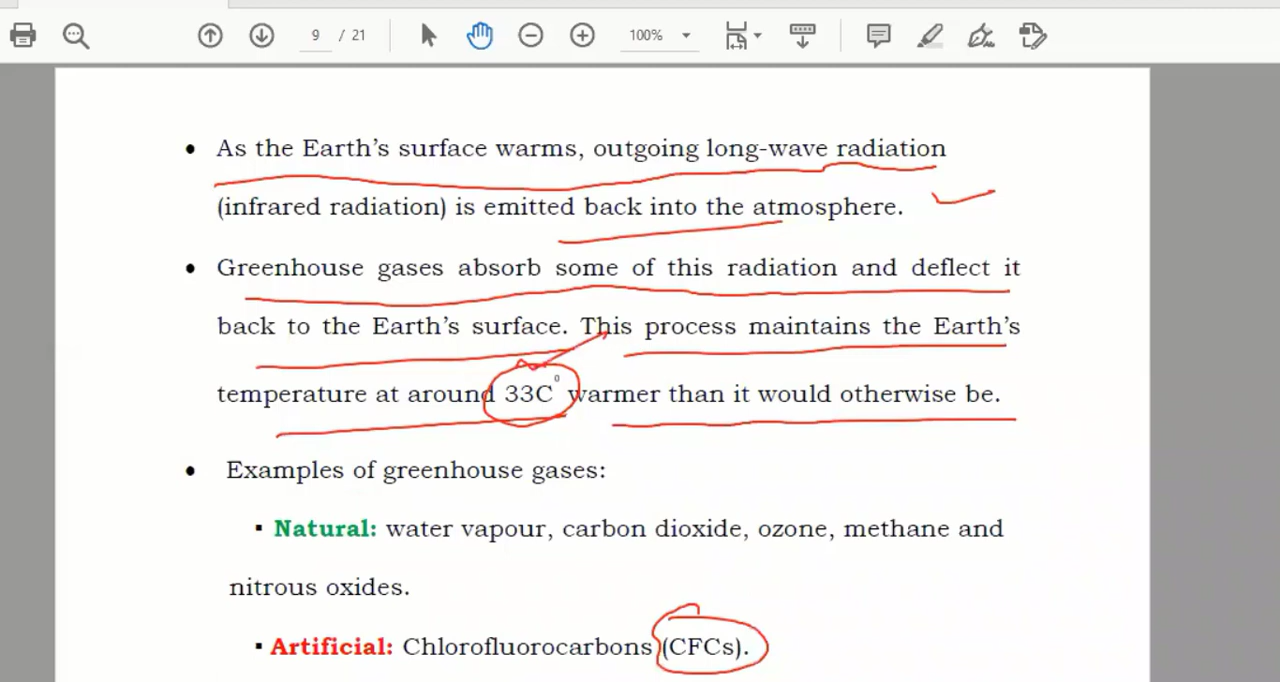 9 / 21
100%
• As the Earth's surface warms, outgoing long-wave radiation
(infrared radiation) is emitted back into the atmosphere.
• Greenhouse gases absorb some of this radiation and deflect it
back to the Earth's surface. This process maintains the Earth's
temperature at around 33C° warmer than it would otherwise be.
• Examples of greenhouse gases:
▪ Natural: water vapour, carbon dioxide, ozone, methane and
nitrous oxides.
▪ Artificial: Chlorofluorocarbons (CFCs).